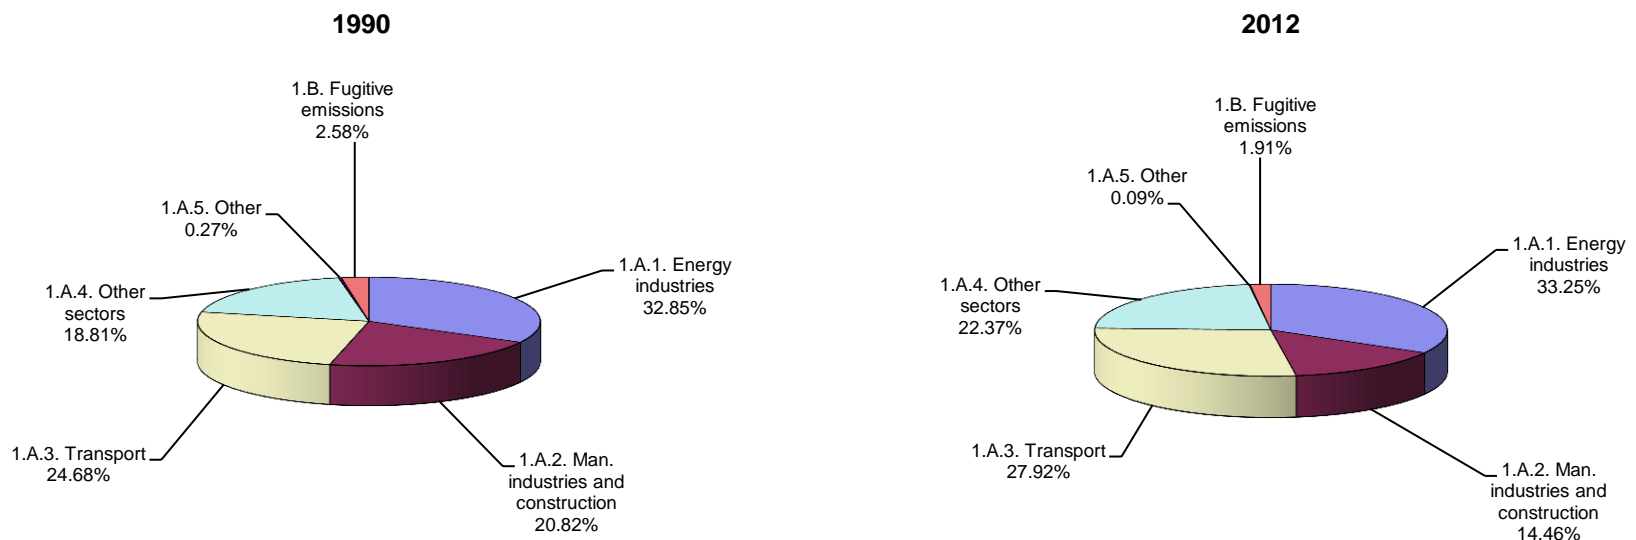 1990
1.B. Fugitive
emissions
2.58%
1.A.5. Other
0.27%
1.A.1. Energy
industries
32.85%
1.A.4. Other
sectors
18.81%
1.A.3. Transport
24.68%
1.A.2. Man.
industries and
construction
20.82%
2012
1.B. Fugitive
emissions
1.91%
1.A.5. Other
0.09%
1.A.1. Energy
industries
33.25%
1.A.4. Other
sectors
22.37%
1.A.3. Transport
27.92%
1.A.2. Man.
industries and
construction
14.46%